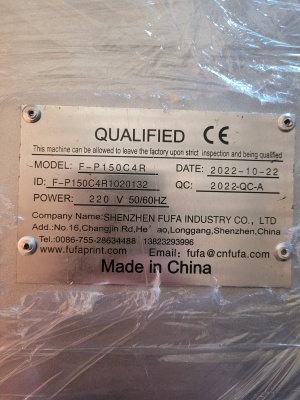 QUALIFIED CE
This machine can be allowed to leave the factory upon strict inspection and being qualified
MODEL: F-P150C4R DATE: 2022-10-22
ID: F-P150C4R1020132 QC: 2022-QC-A
POWER: 220 V 50/60HZ
Company Name:SHENZHEN FUFA INDUSTRY CO., LTD
Add:No.16,Changjin Rd,He'ao,Longgang,Shenzhen,China
Tel:0086-755-28634488 13823293996
www.fufaprint.com Email: fufa@cnfufa.com
Made in China